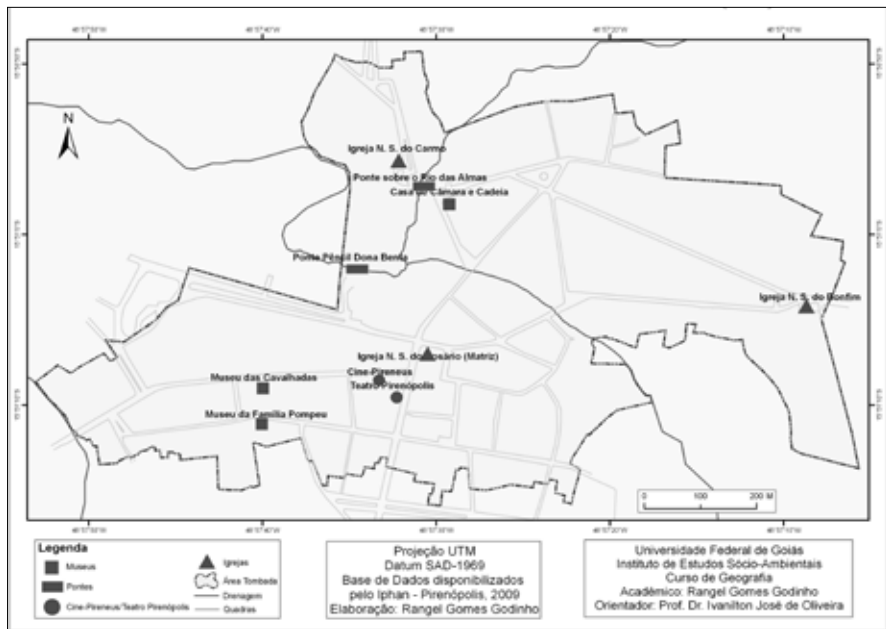 N
Igreja N. S. do Carmo
Ponte sobre o Rio das Almas
Casa de Câmara e Cadeia
Ponte Pênsil Dona Benta
Igreja N. S. do Bonfim
Igreja N. S. do Rosário (Matriz)
Cine-Pireneus
Teatro Pirenópolis
Museu das Cavalhadas
Museu da Família Pompeu
0 100 200 M
Legenda
Museus
Pontes
Cine-Pireneus/Teatro Pirenópolis
Igrejas
Área Tombada
Drenagem
Quadras
Projeção UTM
Datum SAD-1969
Base de Dados disponibilizados
pelo Iphan - Pirenópolis, 2009
Elaboração: Rangel Gomes Godinho
Universidade Federal de Goiás
Instituto de Estudos Sócio-Ambientais
Curso de Geografia
Acadêmico: Rangel Gomes Godinho
Orientador: Prof. Dr. Ivanilton José de Oliveira